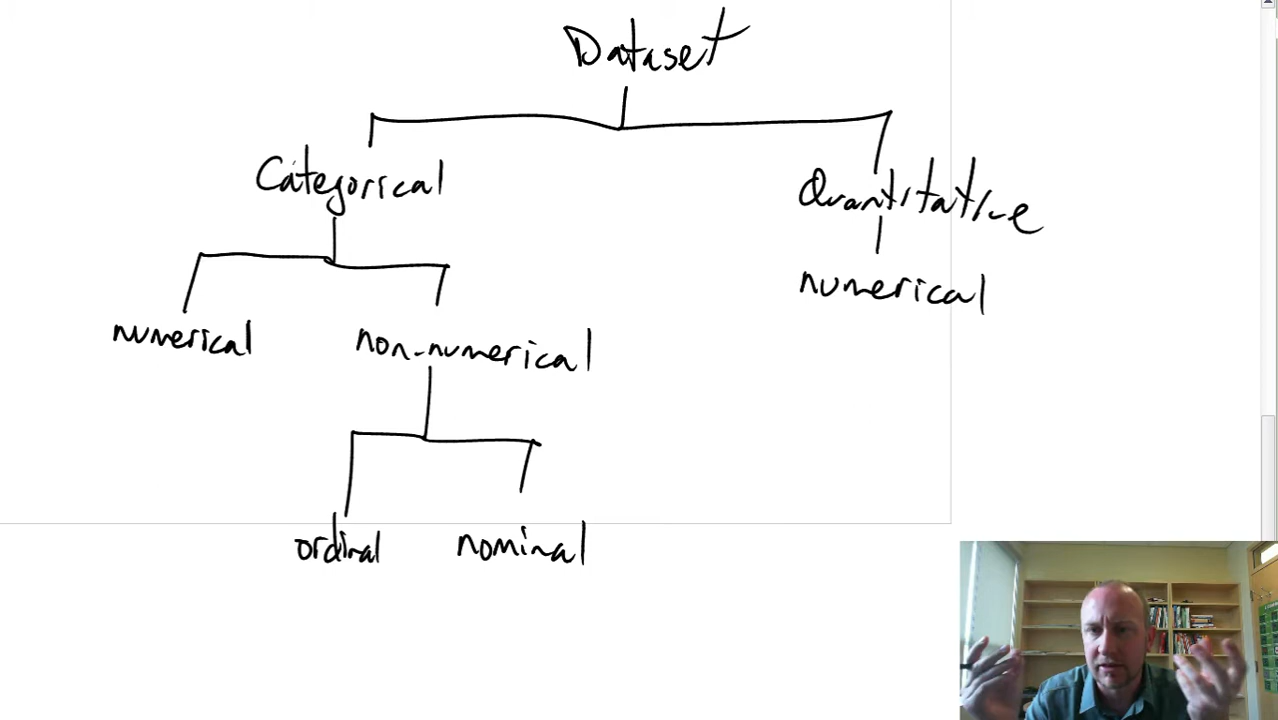 Dataset
Categorical
Quantitative
numerical
numerical
non-numerical
ordinal
nominal